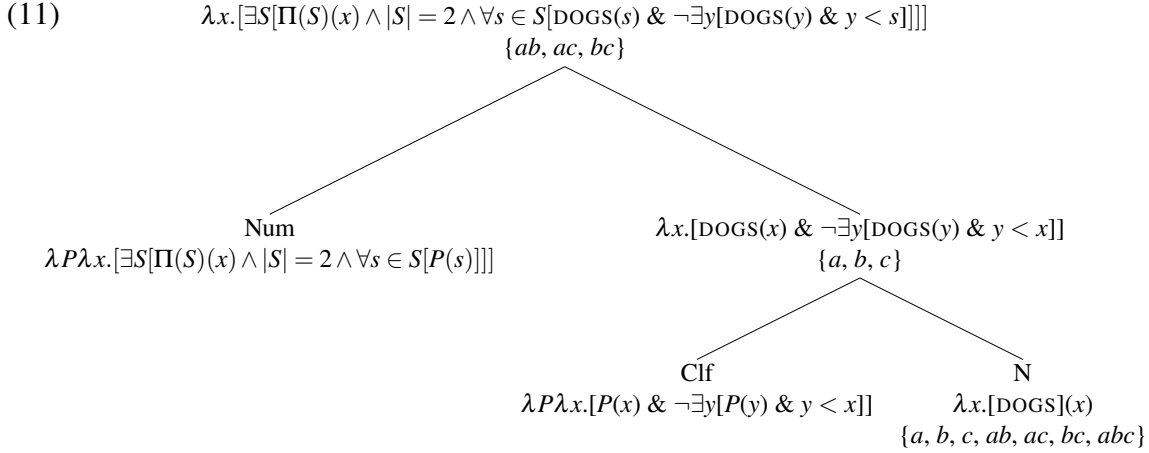 (11) λx.[∃S[Π(S)(x) ∧ |S| = 2 ∧ ∀s ∈ S[DOGS(s) & ¬∃y[DOGS(y) & y < s]]]]
{ab, ac, bc}
Num λx.[DOGS(x) & ¬∃y[DOGS(y) & y < x]]
λPλx.[∃S[Π(S)(x) ∧ |S| = 2 ∧ ∀s ∈ S[P(s)]]] {a, b, c}
Clf N
λPλx.[P(x) & ¬∃y[P(y) & y < x]] λx.[DOGS](x)
{a, b, c, ab, ac, bc, abc}